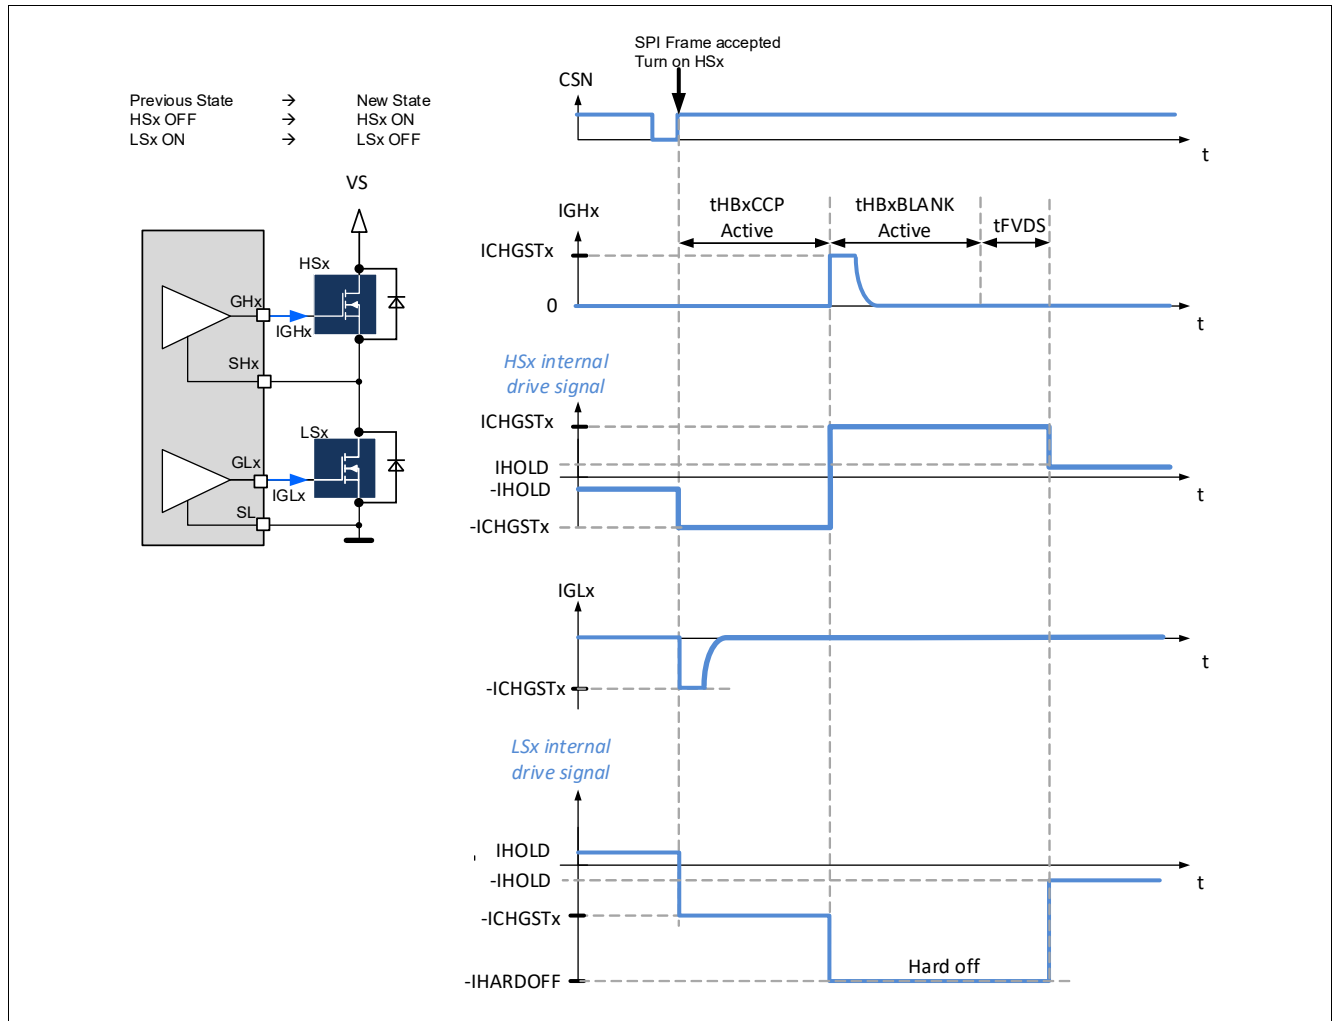 SPI Frame accepted
Turn on HSx
CSN
Previous State → New State
HSx OFF → HSx ON
LSx ON → LSx OFF
t
VS
IGHx
tHBxCCP
Active
tHBxBLANK
Active
tFVDS
ICHGSTx
0
t
HSx
GHx
IGHx
SHx
LSx
GLx
IGLx
SL
HSx internal
drive signal
ICHGSTx
IHOLD
-IHOLD
-ICHGSTx
t
IGLx
t
-ICHGSTx
LSx internal
drive signal
IHOLD
-IHOLD
t
-ICHGSTx
Hard off
-IHARDOFF